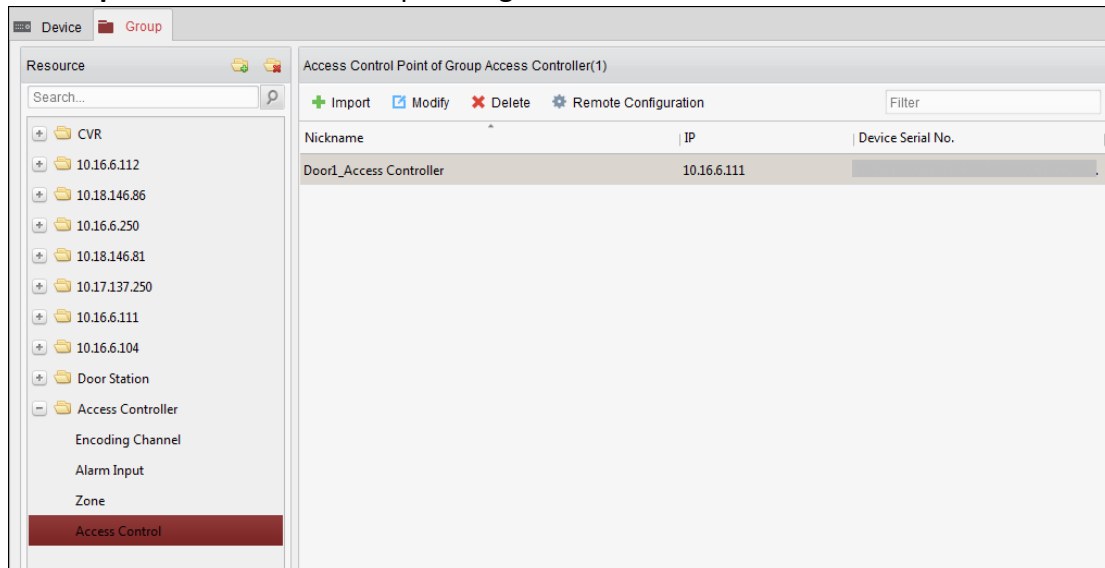 Device Group
Resource
Search...
CVR
10.16.6.112
10.18.146.86
10.16.6.250
10.18.146.81
10.17.137.250
10.16.6.111
10.16.6.104
Door Station
Access Controller
Encoding Channel
Alarm Input
Zone
Access Control
Access Control Point of Group Access Controller(1)
Import Modify Delete Remote Configuration Filter
Nickname IP Device Serial No.
Door1_Access Controller 10.16.6.111 .